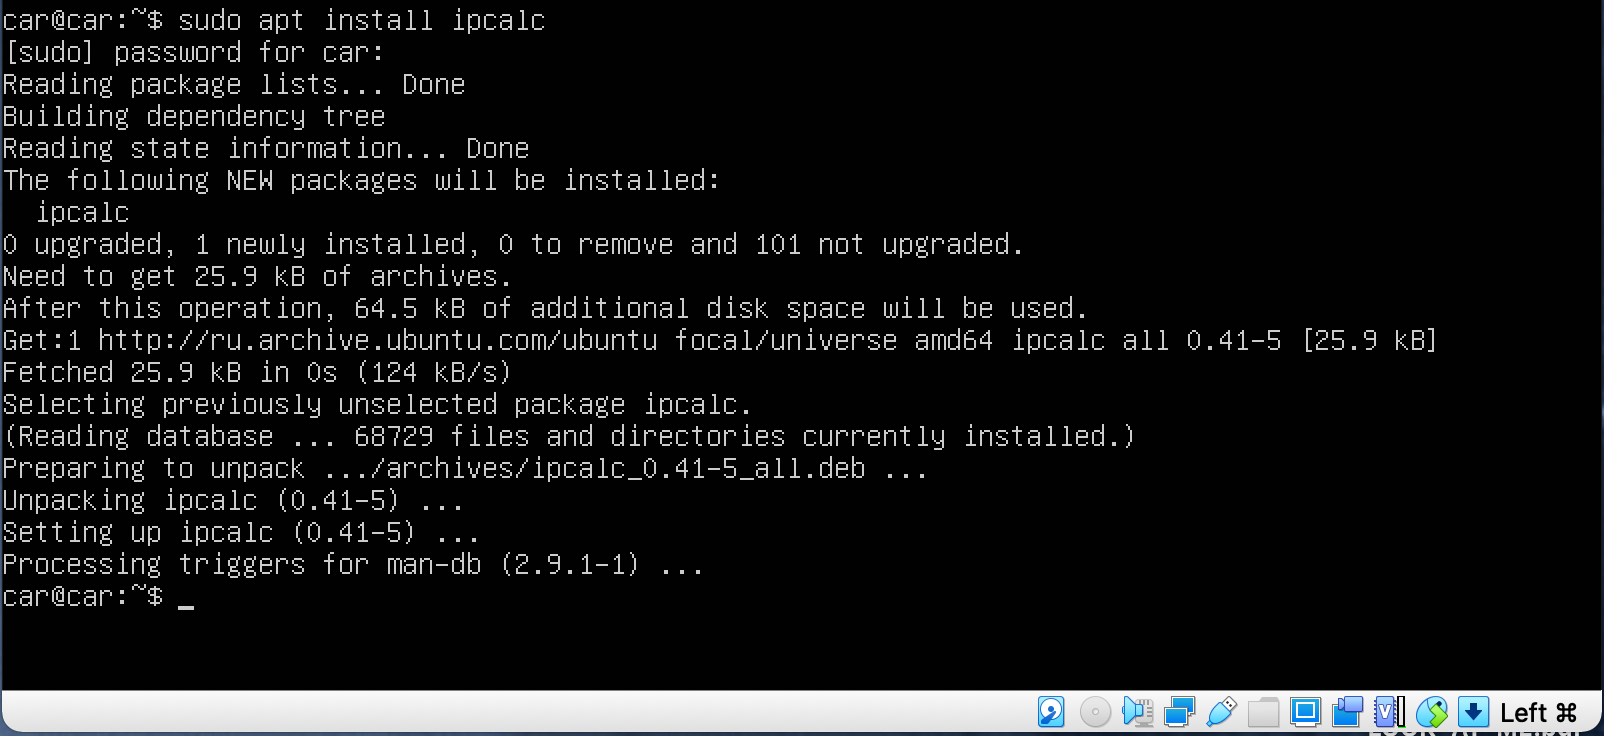 car@car:~$ sudo apt install ipcalc
[sudo] password for car:
Reading package lists... Done
Building dependency tree
Reading state information... Done
The following NEW packages will be installed:
  ipcalc
0 upgraded, 1 newly installed, 0 to remove and 101 not upgraded.
Need to get 25.9 kB of archives.
After this operation, 64.5 kB of additional disk space will be used.
Get:1 http://ru.archive.ubuntu.com/ubuntu focal/universe amd64 ipcalc all 0.41-5 [25.9 kB]
Fetched 25.9 kB in 0s (124 kB/s)
Selecting previously unselected package ipcalc.
(Reading database ... 68729 files and directories currently installed.)
Preparing to unpack .../archives/ipcalc_0.41-5_all.deb ...
Unpacking ipcalc (0.41-5) ...
Setting up ipcalc (0.41-5) ...
Processing triggers for man-db (2.9.1-1) ...
car@car:~$ _
Left ⌘